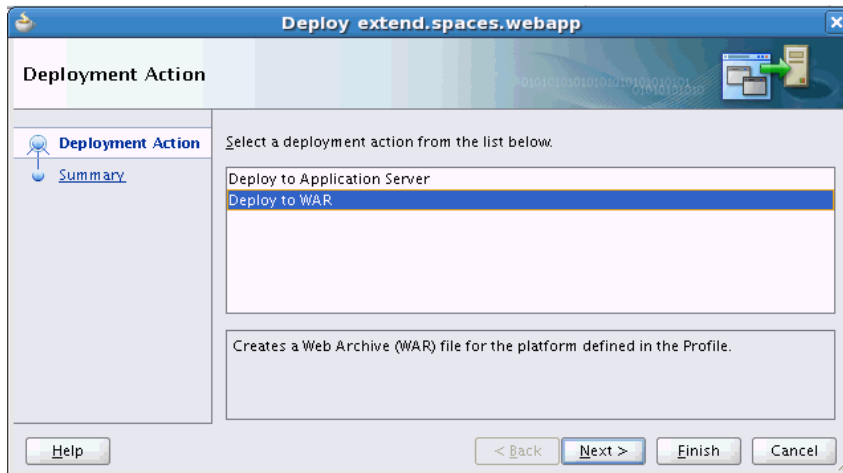 Deploy extend.spaces.webapp
Deployment Action
Deployment Action
Summary
Select a deployment action from the list below.
Deploy to Application Server
Deploy to WAR
Creates a Web Archive (WAR) file for the platform defined in the Profile.
Help
< Back
Next >
Finish
Cancel